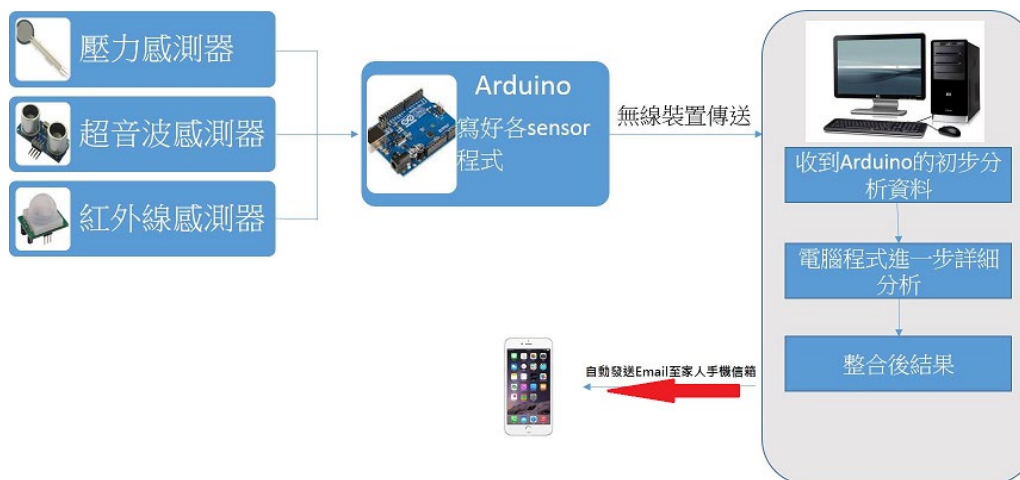 壓力感測器
超音波感測器
紅外線感測器
Arduino
寫好各sensor
程式
無線裝置傳送
收到Arduino的初步分
析資料
電腦程式進一步詳細
分析
整合後結果
自動發送Email至家人手機信箱